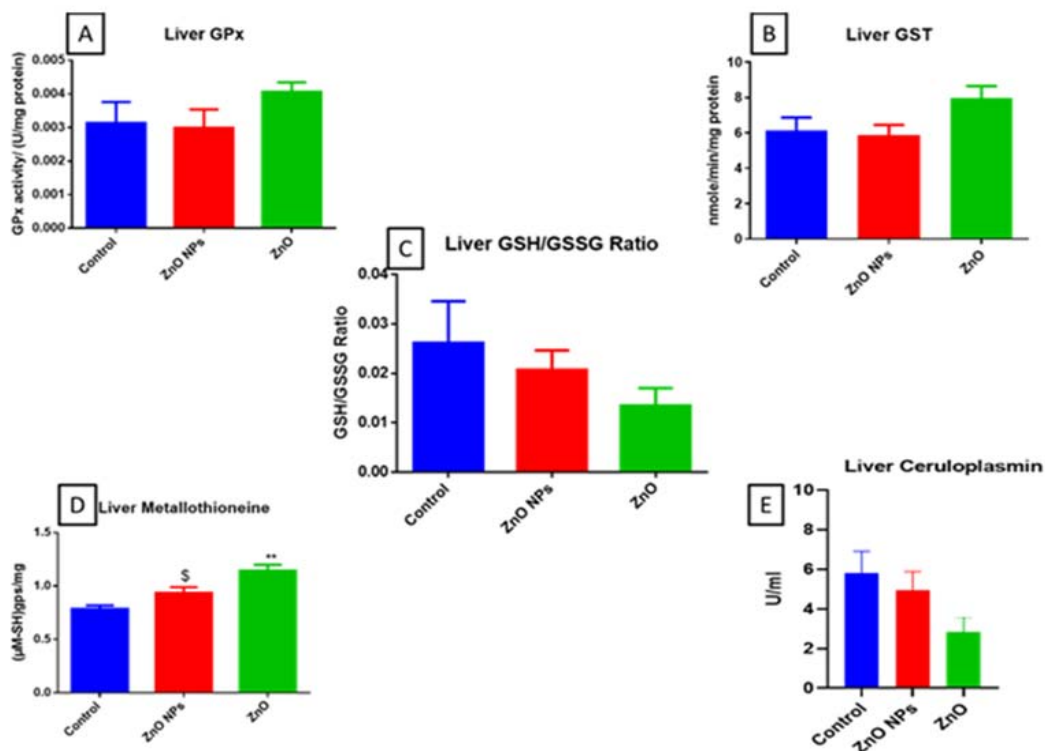 A
Liver GPx
GPx activity/ (U/mg protein)
0.005
0.004
0.003
0.002
0.001
0.000
Control
ZnO NPs
ZnO
B
Liver GST
nmole/min/mg protein
10
8
6
4
2
0
Control
ZnO NPs
ZnO
C
Liver GSH/GSSG Ratio
GSH/GSSG Ratio
0.04
0.03
0.02
0.01
0.00
Control
ZnO NPs
ZnO
D
Liver Metallothioneine
(µM-SH)gps/mg
1.5
1.0
0.5
0.0
$
**
Control
ZnO NPs
ZnO
Liver Ceruloplasmin
E
U/ml
10
8
6
4
2
0
Control
ZnO NPs
ZnO